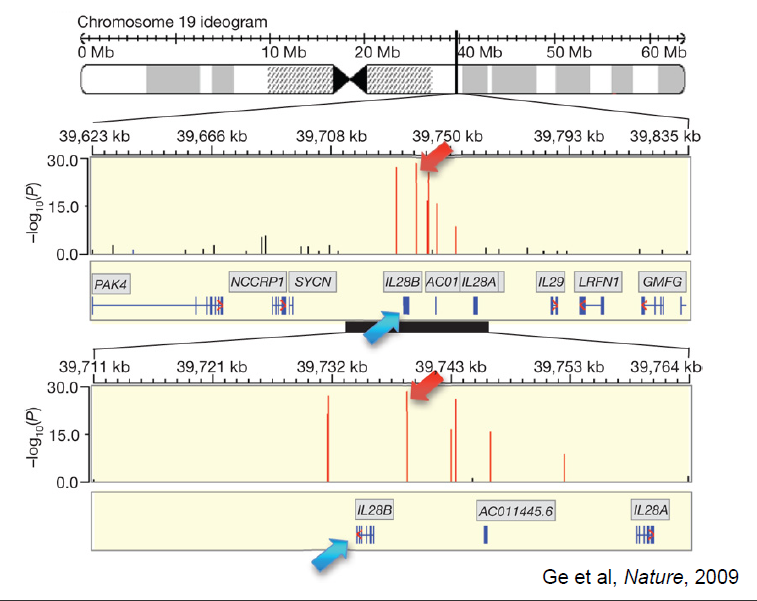 Chromosome 19 ideogram
0 Mb 10 Mb 20 Mb 40 Mb 50 Mb 60 Mb
39,623 kb 39,666 kb 39,708 kb 39,750 kb 39,793 kb 39,835 kb
30.0
15.0
0.0
–log10(P)
PAK4 NCCRP1 SYCN IL28B AC01 IL28A IL29 LRFN1 GMFG
39,711 kb 39,721 kb 39,732 kb 39,743 kb 39,753 kb 39,764 kb
30.0
15.0
0.0
–log10(P)
IL28B AC011445.6 IL28A
Ge et al, Nature, 2009